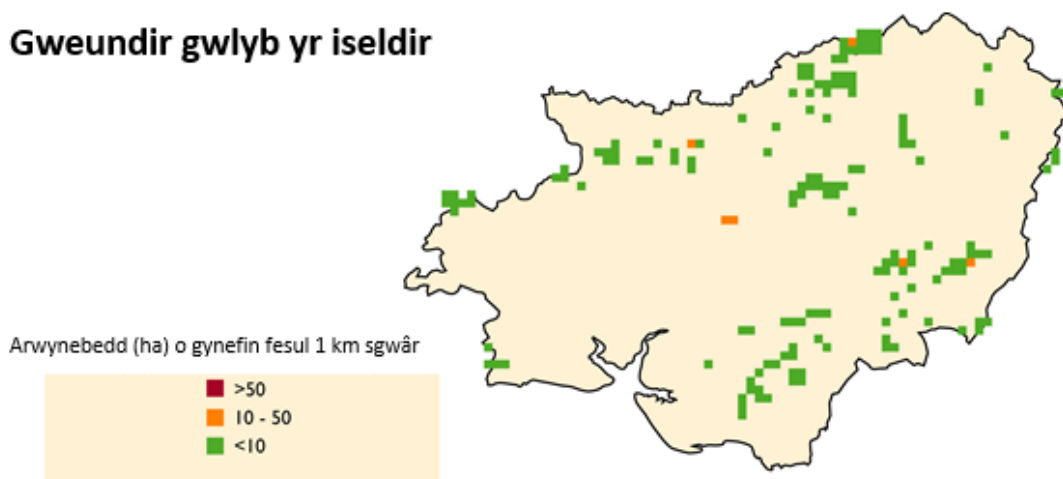 Gweundir gwlyb yr iseldir
Arwynebedd (ha) o gynefin fesul 1 km sgwâr
>50
10 - 50
<10